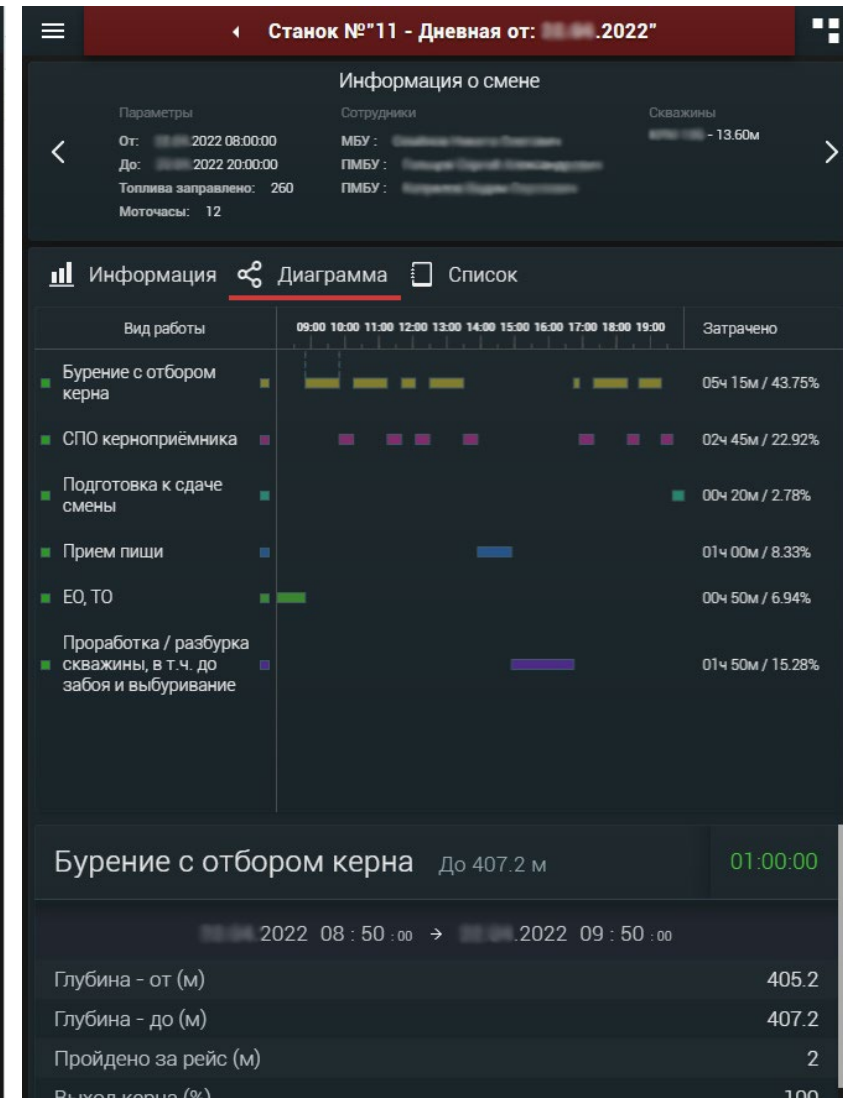 Станок №"11 - Дневная от: .2022"
Информация о смене
Параметры
От: 2022 08:00:00
До: 2022 20:00:00
Топлива заправлено: 260
Моточасы: 12
Сотрудники
МБУ :
ПМБУ :
ПМБУ :
Скважины
- 13.60м
Информация Диаграмма Список
Вид работы 09:00 10:00 11:00 12:00 13:00 14:00 15:00 16:00 17:00 18:00 19:00 Затрачено
Бурение с отбором
керна
05ч 15м / 43.75%
СПО керноприёмника 02ч 45м / 22.92%
Подготовка к сдаче
смены
00ч 20м / 2.78%
Прием пищи 01ч 00м / 8.33%
ЕО, ТО 00ч 50м / 6.94%
Проработка / разбурка
скважины, в т.ч. до
забоя и выбуривание
01ч 50м / 15.28%
Бурение с отбором керна До 407.2 м 01:00:00
2022 08 : 50 : 00 → .2022 09 : 50 : 00
Глубина - от (м) 405.2
Глубина - до (м) 407.2
Пройдено за рейс (м) 2
Выход керна (%) 100